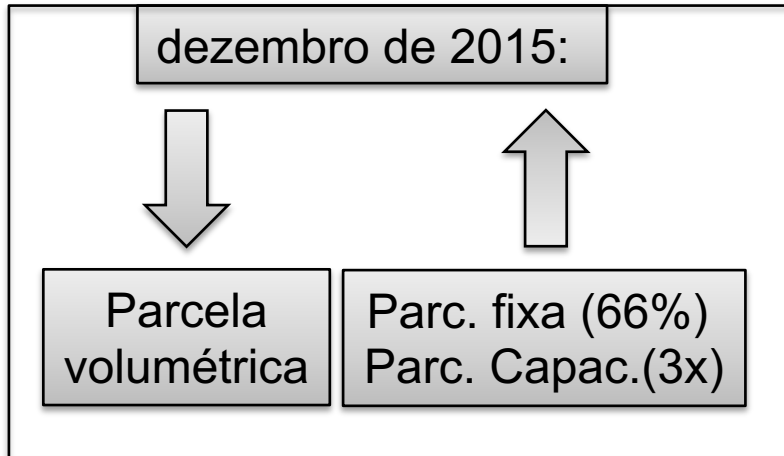 dezembro de 2015:
Parcela
volumétrica
Parc. fixa (66%)
Parc. Capac.(3x)